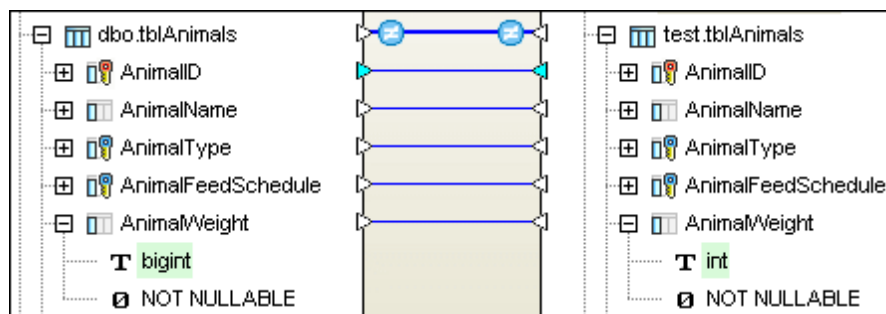 dbo.tblAnimals
AnimalID
AnimalName
AnimalType
AnimalFeedSchedule
AnimalWeight
T bigint
NOT NULLABLE
test.tblAnimals
AnimalID
AnimalName
AnimalType
AnimalFeedSchedule
AnimalWeight
T int
NOT NULLABLE